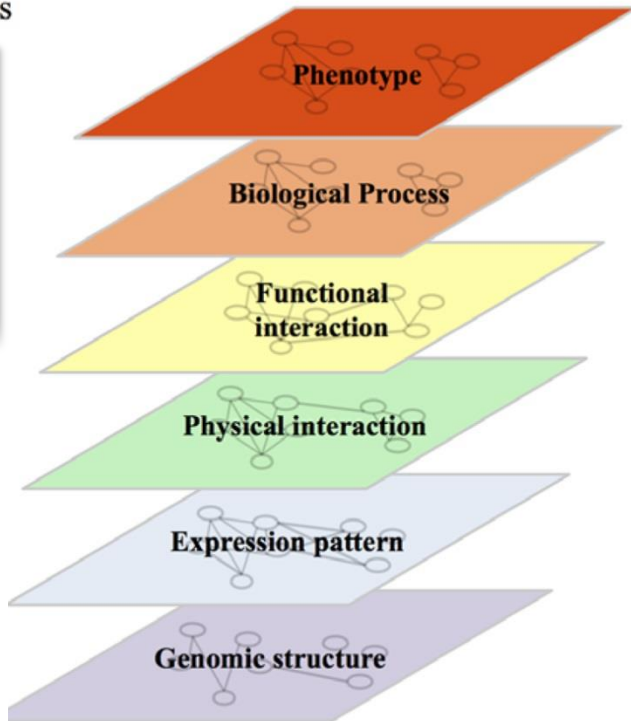 s
Phenotype
Biological Process
Functional
interaction
Physical interaction
Expression pattern
Genomic structure